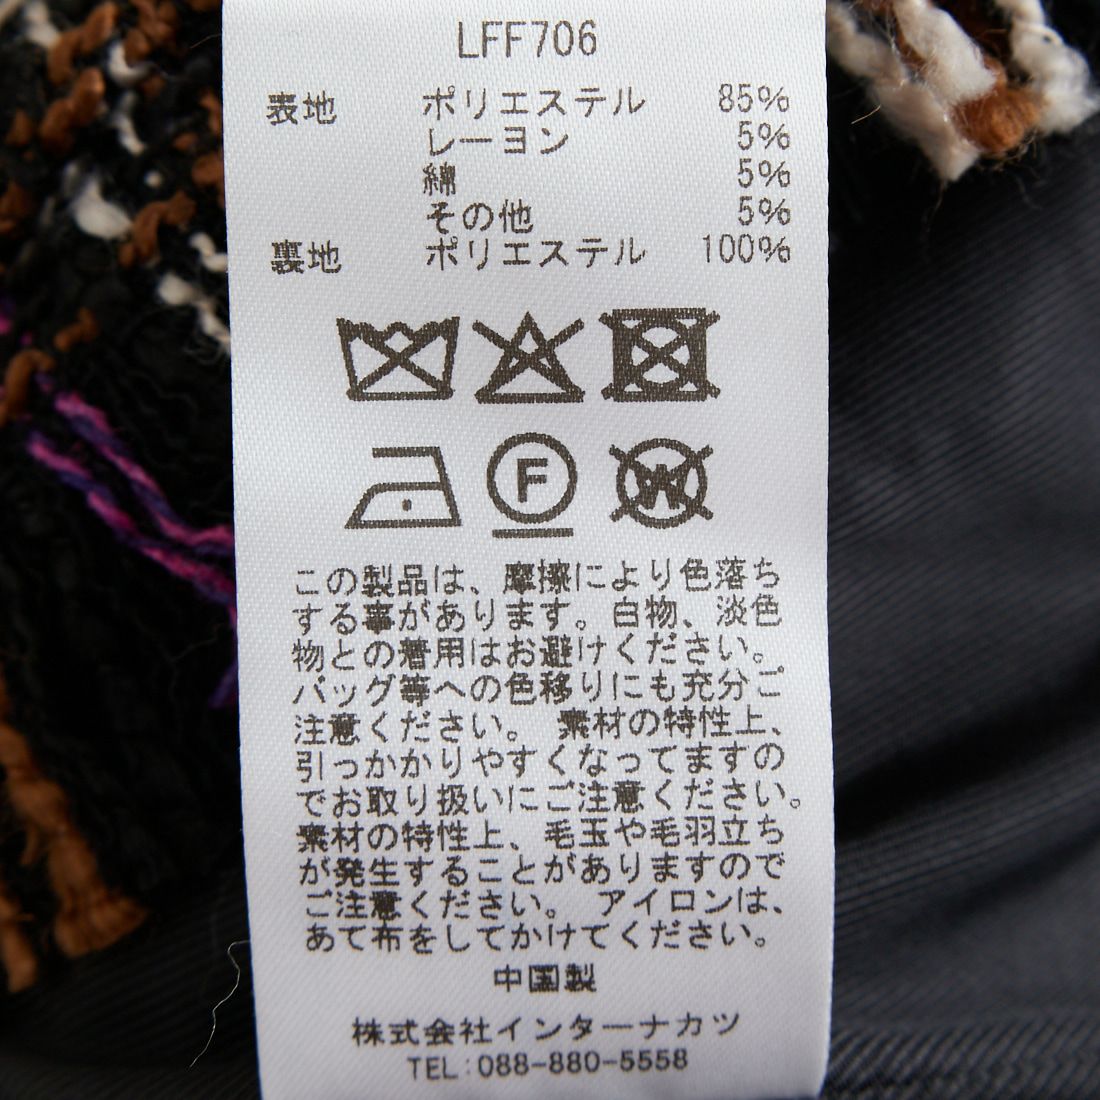 LFF706
表地 ポリエステル 85%
レーヨン 5%
綿 5%
その他 5%
裏地 ポリエステル 100%
F
W
この製品は、摩擦により色落ち
する事があります。白物、淡色
物との着用はお避けください。
バッグ等への色移りにも充分ご
注意ください。 素材の特性上、
引っかかりやすくなってますの
でお取り扱いにご注意ください。
素材の特性上、毛玉や毛羽立ち
が発生することがありますので
ご注意ください。 アイロンは、
あて布をしてかけてください。
中国製
株式会社インターナカツ
TEL:088-880-5558